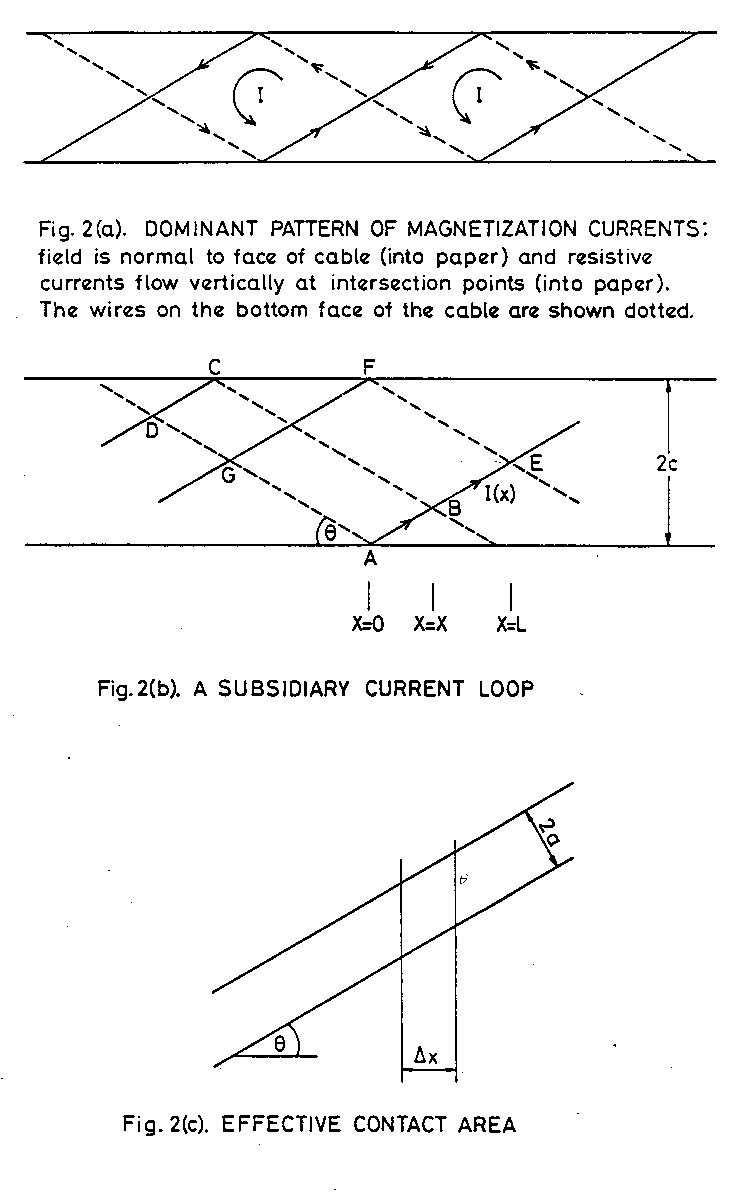 I I
Fig. 2(a). DOMINANT PATTERN OF MAGNETIZATION CURRENTS:
field is normal to face of cable (into paper) and resistive
currents flow vertically at intersection points (into paper).
The wires on the bottom face of the cable are shown dotted.
C F
D G E 2c
B I(x)
θ
A
X=0 X=X X=L
Fig.2(b). A SUBSIDIARY CURRENT LOOP
2a
θ
Δx
Fig. 2(c). EFFECTIVE CONTACT AREA